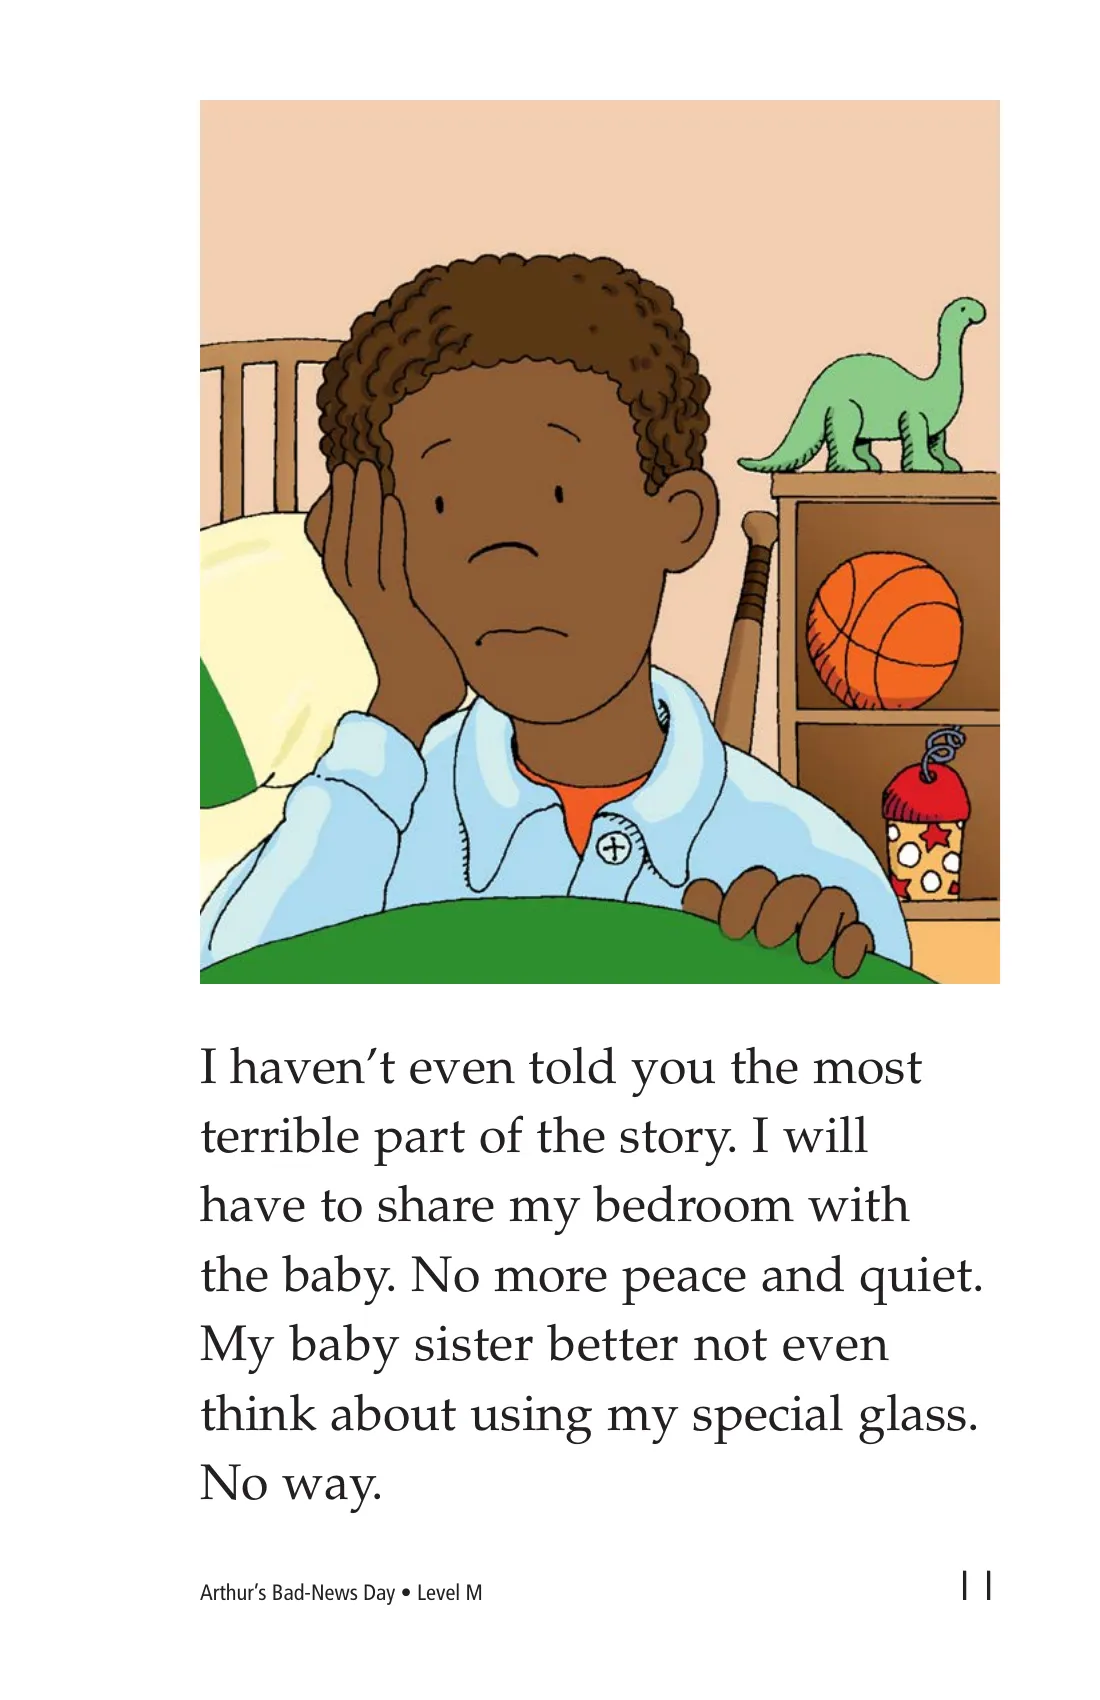 I haven’t even told you the most
terrible part of the story. I will
have to share my bedroom with
the baby. No more peace and quiet.
My baby sister better not even
think about using my special glass.
No way.
Arthur’s Bad-News Day • Level M
11